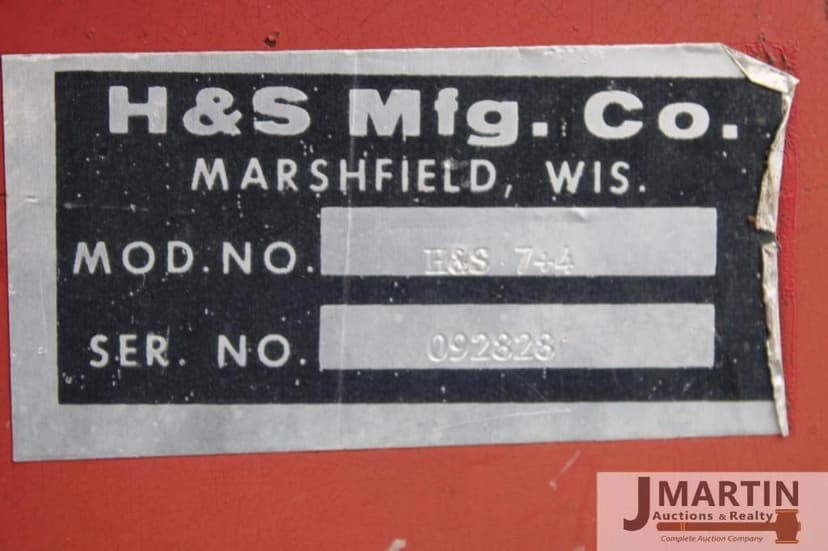 H&S Mfg. Co.
MARSHFIELD, WIS.
MOD. NO. H&S 7+4
SER. NO. 092828
J MARTIN
Auctions & Realty
Complete Auction Company